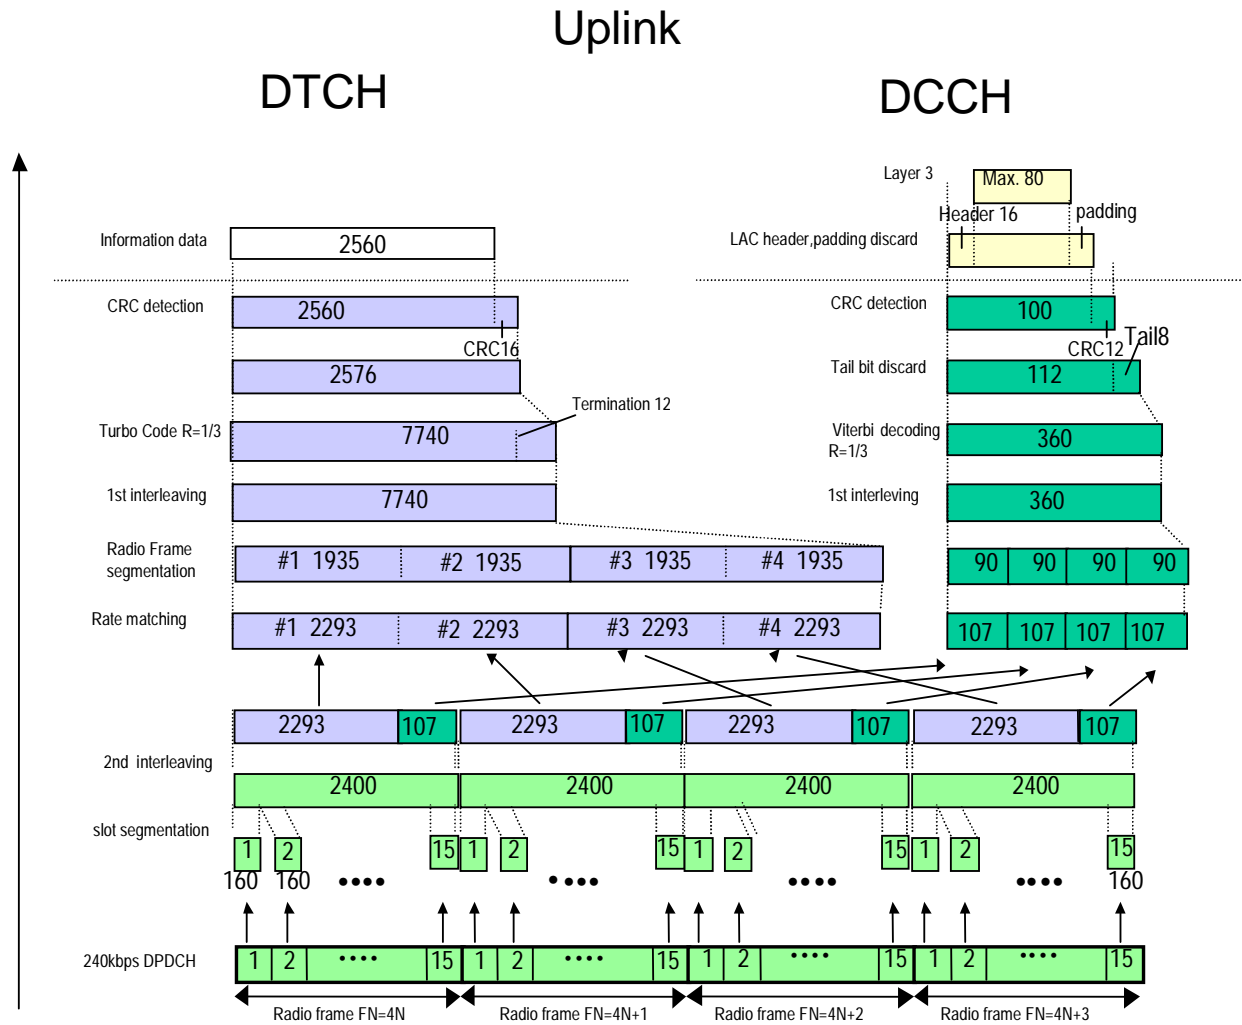 Uplink
DTCH
DCCH
Layer 3
Max. 80
Header 16
padding
Information data
2560
LAC header,padding discard
CRC detection
2560
CRC16
CRC detection
100
CRC12
Tail8
2576
Tail bit discard
112
Termination 12
Turbo Code R=1/3
7740
Viterbi decoding
R=1/3
360
1st interleaving
7740
1st interleving
360
Radio Frame
segmentation
#1 1935
#2 1935
#3 1935
#4 1935
90
90
90
90
Rate matching
#1 2293
#2 2293
#3 2293
#4 2293
107
107
107
107
2293
107
2293
107
2293
107
2293
107
2nd interleaving
2400
2400
2400
2400
slot segmentation
1
2
15
1
2
15
1
2
15
1
2
15
160
160
••••
••••
••••
••••
160
240kbps DPDCH
1
2
••••
15
1
2
••••
15
1
2
••••
15
1
2
••••
15
Radio frame FN=4N
Radio frame FN=4N+1
Radio frame FN=4N+2
Radio frame FN=4N+3